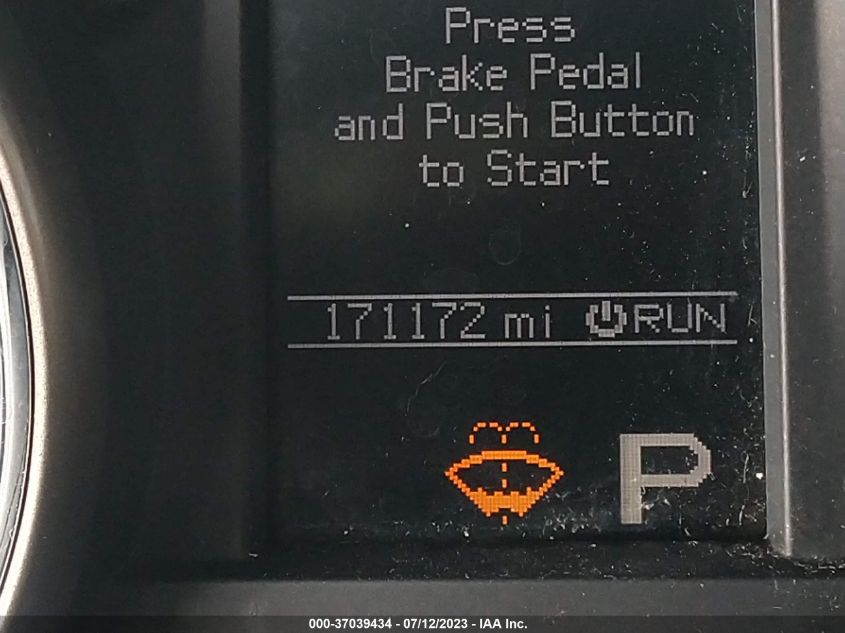 Press
Brake Pedal
and Push Button
to Start
171172 mi RUN
P
000-37039434 - 07/12/2023 - IAA Inc.